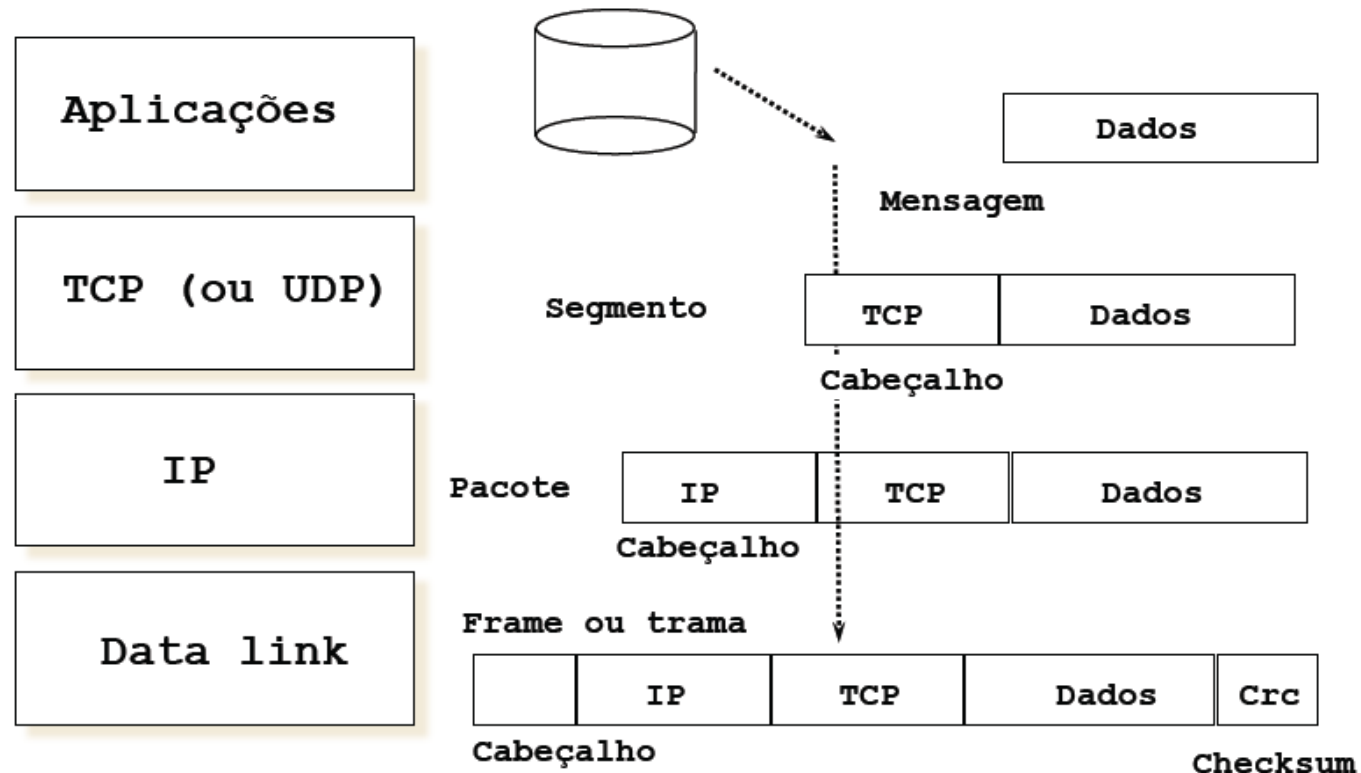 Aplicações
Dados
Mensagem
TCP (ou UDP)
Segmento
TCP
Dados
Cabeçalho
IP
Pacote
IP
TCP
Dados
Cabeçalho
Data link
Frame ou trama
IP
TCP
Dados
Crc
Cabeçalho
Checksum